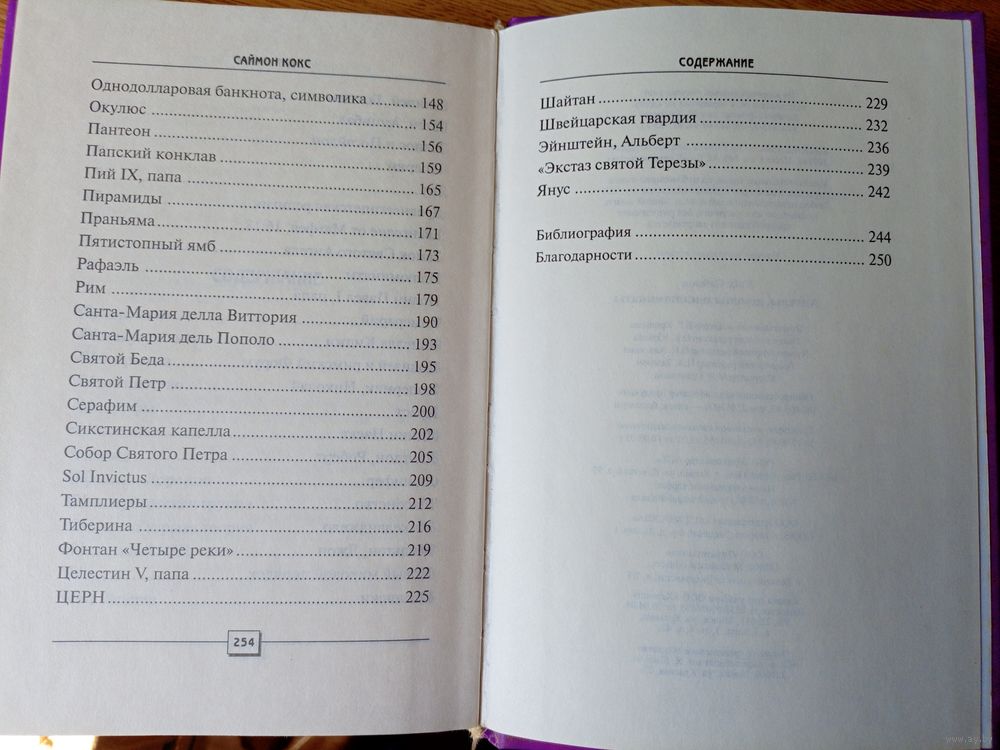 САЙМОН КОКС
Однодолларовая банкнота, символика .......... 148
Окулюс .......... 154
Пантеон .......... 156
Папский конклав .......... 159
Пий IX, папа .......... 165
Пирамиды .......... 167
Праньяма .......... 171
Пятистопный ямб .......... 173
Рафаэль .......... 175
Рим .......... 179
Санта-Мария делла Виттория .......... 190
Санта-Мария дель Пополо .......... 193
Святой Беда .......... 195
Святой Петр .......... 198
Серафим .......... 200
Сикстинская капелла .......... 202
Собор Святого Петра .......... 205
Sol Invictus .......... 209
Тамплиеры .......... 212
Тиберина .......... 216
Фонтан «Четыре реки» .......... 219
Целестин V, папа .......... 222
ЦЕРН .......... 225
254
СОДЕРЖАНИЕ
Шайтан .......... 229
Швейцарская гвардия .......... 232
Эйнштейн, Альберт .......... 236
«Экстаз святой Терезы» .......... 239
Янус .......... 242
Библиография .......... 244
Благодарности .......... 250
www.ay.by